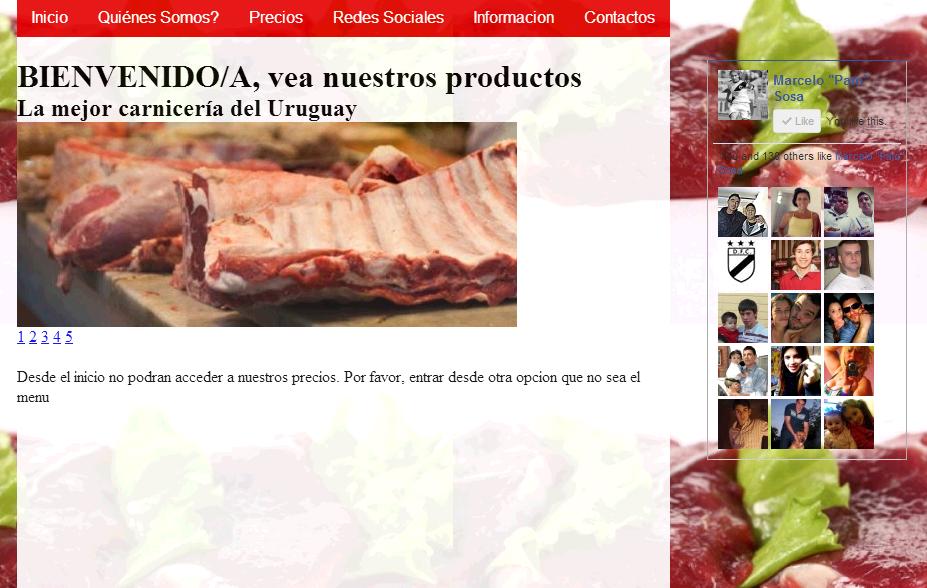 Inicio Quiénes Somos? Precios Redes Sociales Informacion Contactos
BIENVENIDO/A, vea nuestros productos
La mejor carnicería del Uruguay
1 2 3 4 5
Desde el inicio no podran acceder a nuestros precios. Por favor, entrar desde otra opcion que no sea el
menu
Marcelo "Pato"
Sosa
Like You like this.
You and 136 others like Marcelo "Pato"
Sosa.
D.F.C